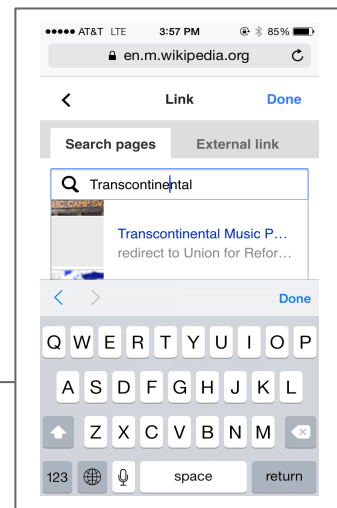 AT&T LTE 3:57 PM 85%
en.m.wikipedia.org
Link Done
Search pages External link
Transcontinental
Transcontinental Music P…
redirect to Union for Refor…
Done
Q W E R T Y U I O P
A S D F G H J K L
Z X C V B N M
123 space return